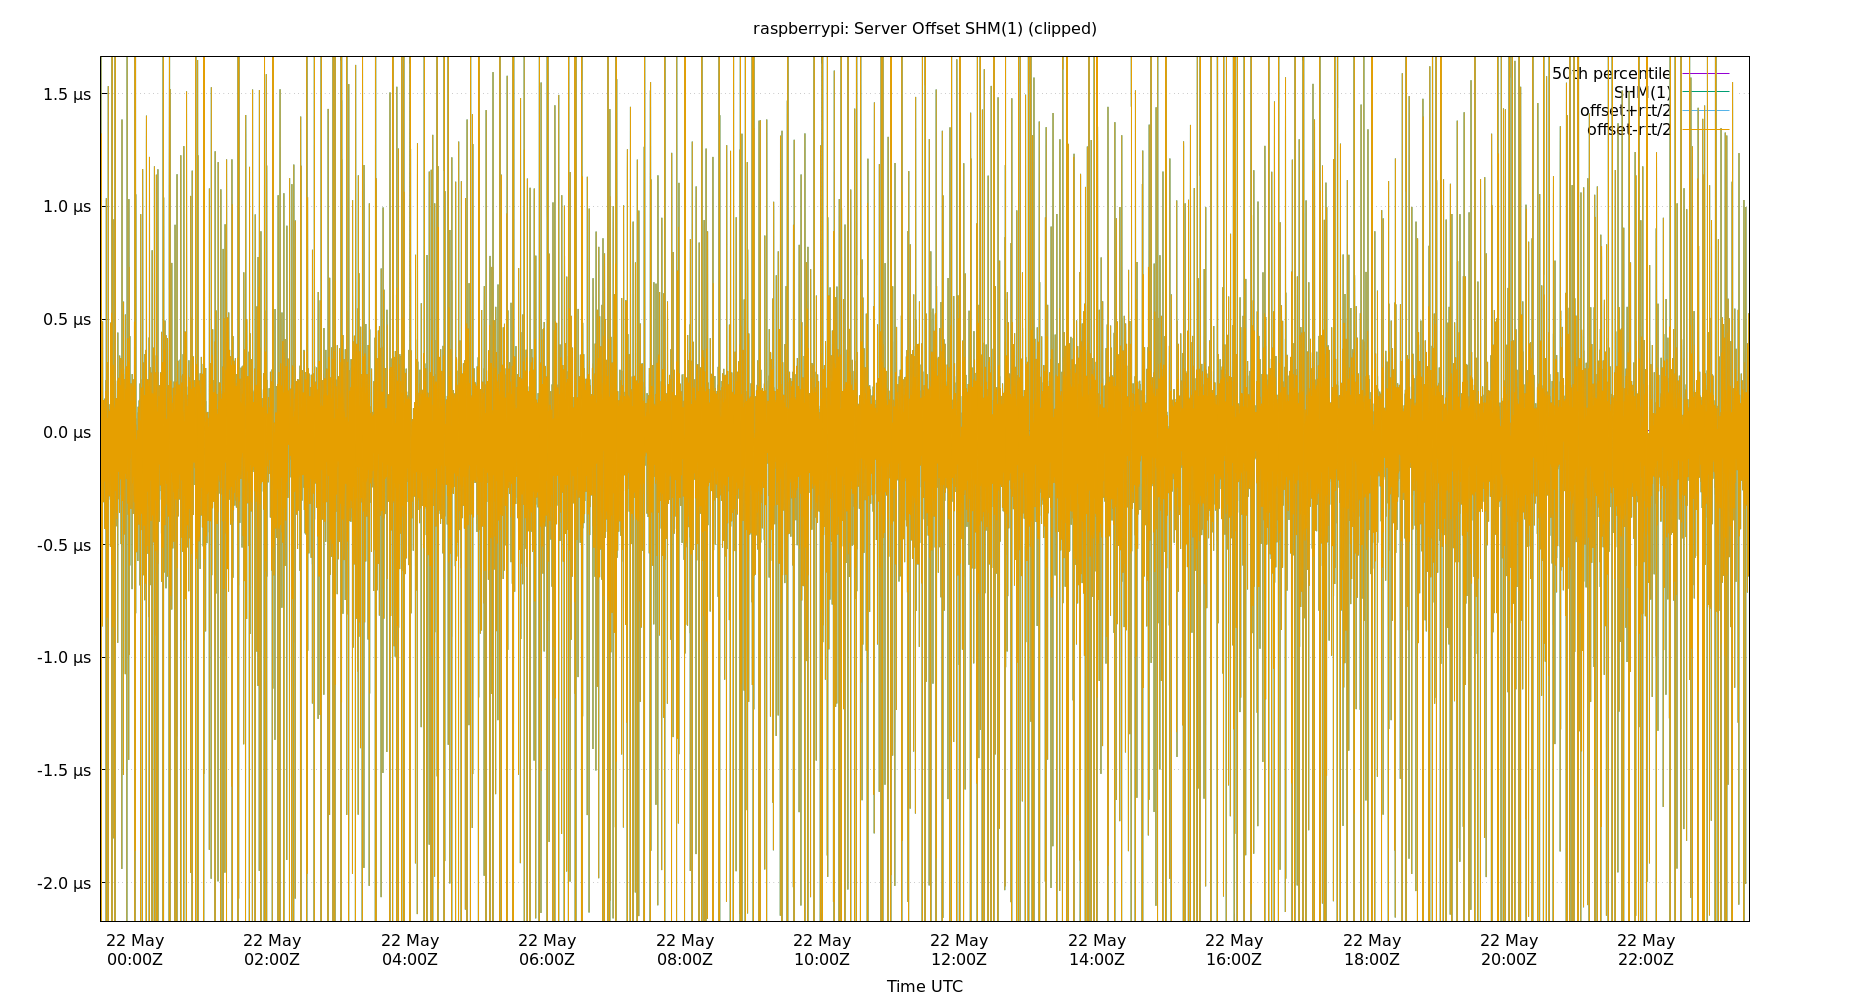 raspberrypi: Server Offset SHM(1) (clipped)
50th percentile
SHM(1)
offset+rtt/2
offset-rtt/2
1.5 µs
1.0 µs
0.5 µs
0.0 µs
-0.5 µs
-1.0 µs
-1.5 µs
-2.0 µs
22 May 22 May 22 May 22 May 22 May 22 May 22 May 22 May 22 May 22 May 22 May 22 May
00:00Z 02:00Z 04:00Z 06:00Z 08:00Z 10:00Z 12:00Z 14:00Z 16:00Z 18:00Z 20:00Z 22:00Z
Time UTC